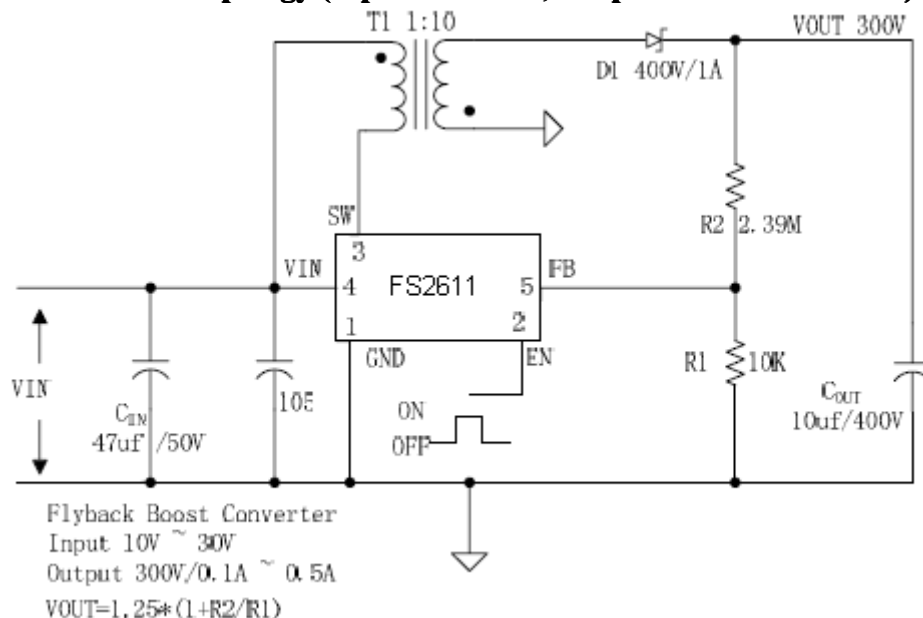 T1 1:10
VOUT 300V
D1 400V/1A
SW
R2 2.39M
3
VIN
FB
4
FS2611
5
1
2
GND
EN
R1
10K
VIN
105
ON
C_OUT
C_IN
10uf/400V
47uf /50V
OFF
Flyback Boost Converter
Input 10V ~ 30V
Output 300V/0.1A ~ 0.5A
VOUT=1.25*(1+R2/R1)